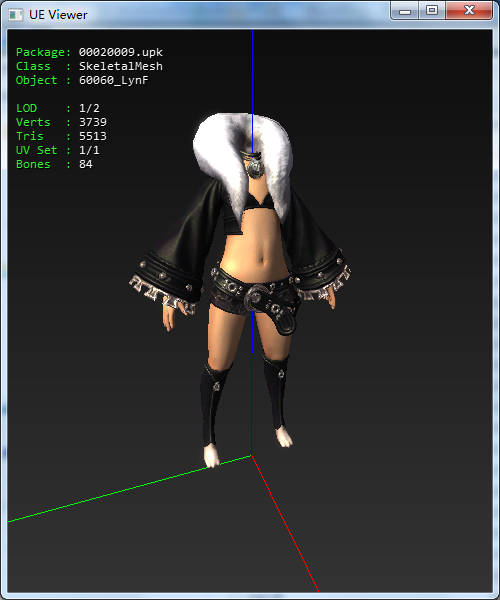 UE Viewer
Package: 00020009.upk
Class : SkeletalMesh
Object : 60060_LynF
LOD : 1/2
Verts : 3739
Tris : 5513
UV Set : 1/1
Bones : 84